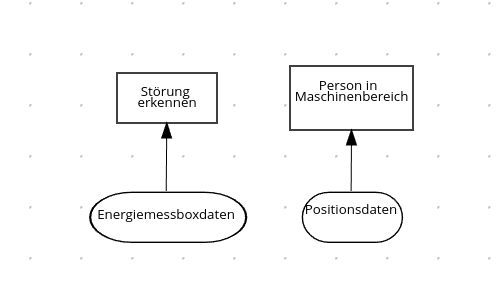 Störung
erkennen
Person in
Maschinenbereich
Energiemessboxdaten
Positionsdaten